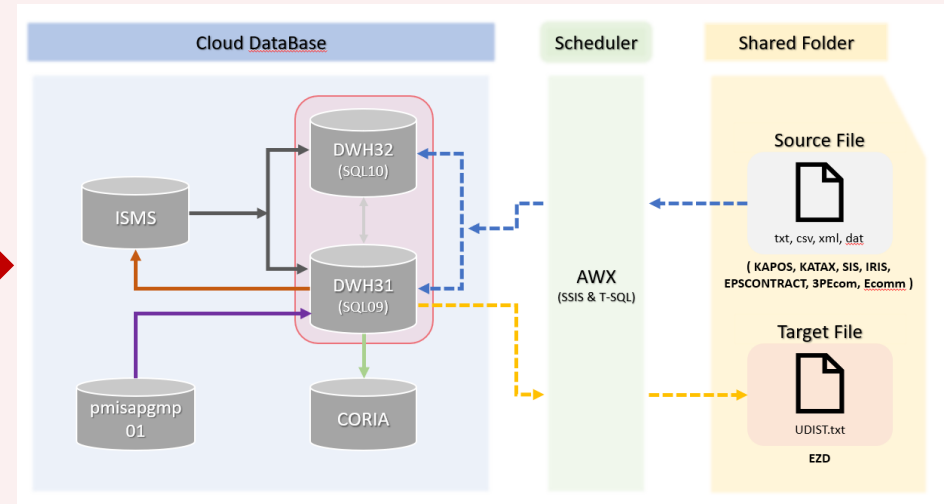 Cloud DataBase
Scheduler
Shared Folder
DWH32
(SQL10)
ISMS
DWH31
(SQL09)
pmisapgmp
01
CORIA
AWX
(SSIS & T-SQL)
Source File
txt, csv, xml, dat
( KAPOS, KATAX, SIS, IRIS,
EPSCONTRACT, 3PEcom, Ecomm )
Target File
UDIST.txt
EZD